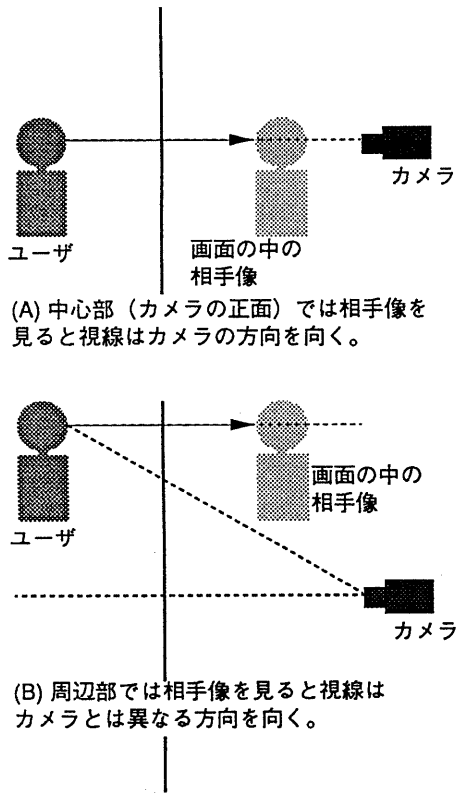 ユーザ
カメラ
画面の中の
相手像
(A) 中心部（カメラの正面）では相手像を
見ると視線はカメラの方向を向く。
ユーザ
画面の中の
相手像
カメラ
(B) 周辺部では相手像を見ると視線は
カメラとは異なる方向を向く。